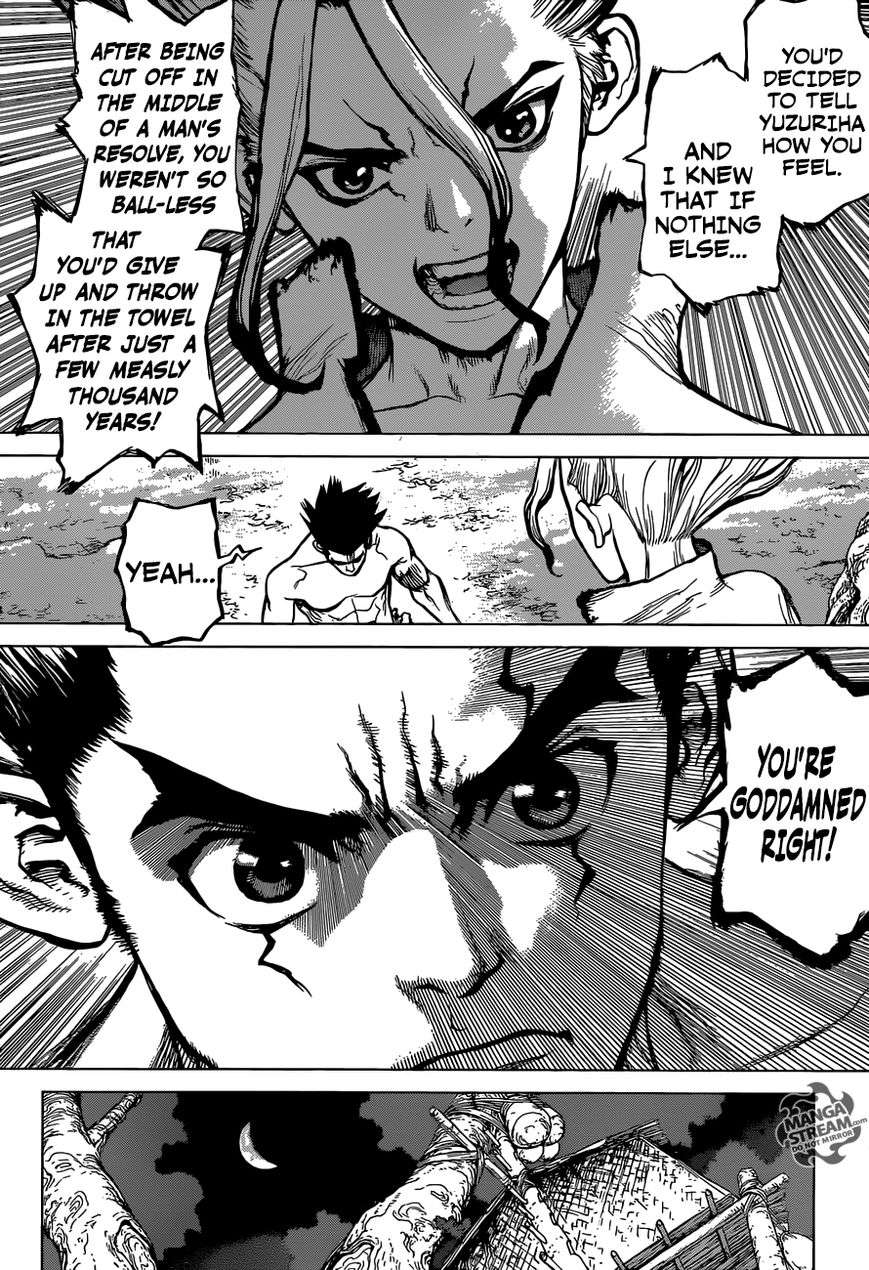 YOU'D
DECIDED
TO TELL
YUZURIHA
HOW YOU
FEEL.
AND
I KNEW
THAT IF
NOTHING
ELSE...
AFTER BEING
CUT OFF IN
THE MIDDLE
OF A MAN'S
RESOLVE, YOU
WEREN'T SO
BALL-LESS
THAT
YOU'D GIVE
UP AND THROW
IN THE TOWEL
AFTER JUST A
FEW MEASLY
THOUSAND
YEARS!
YEAH...
YOU'RE
GODDAMNED
RIGHT!
MANGA
STREAM.com
DO NOT MIRROR